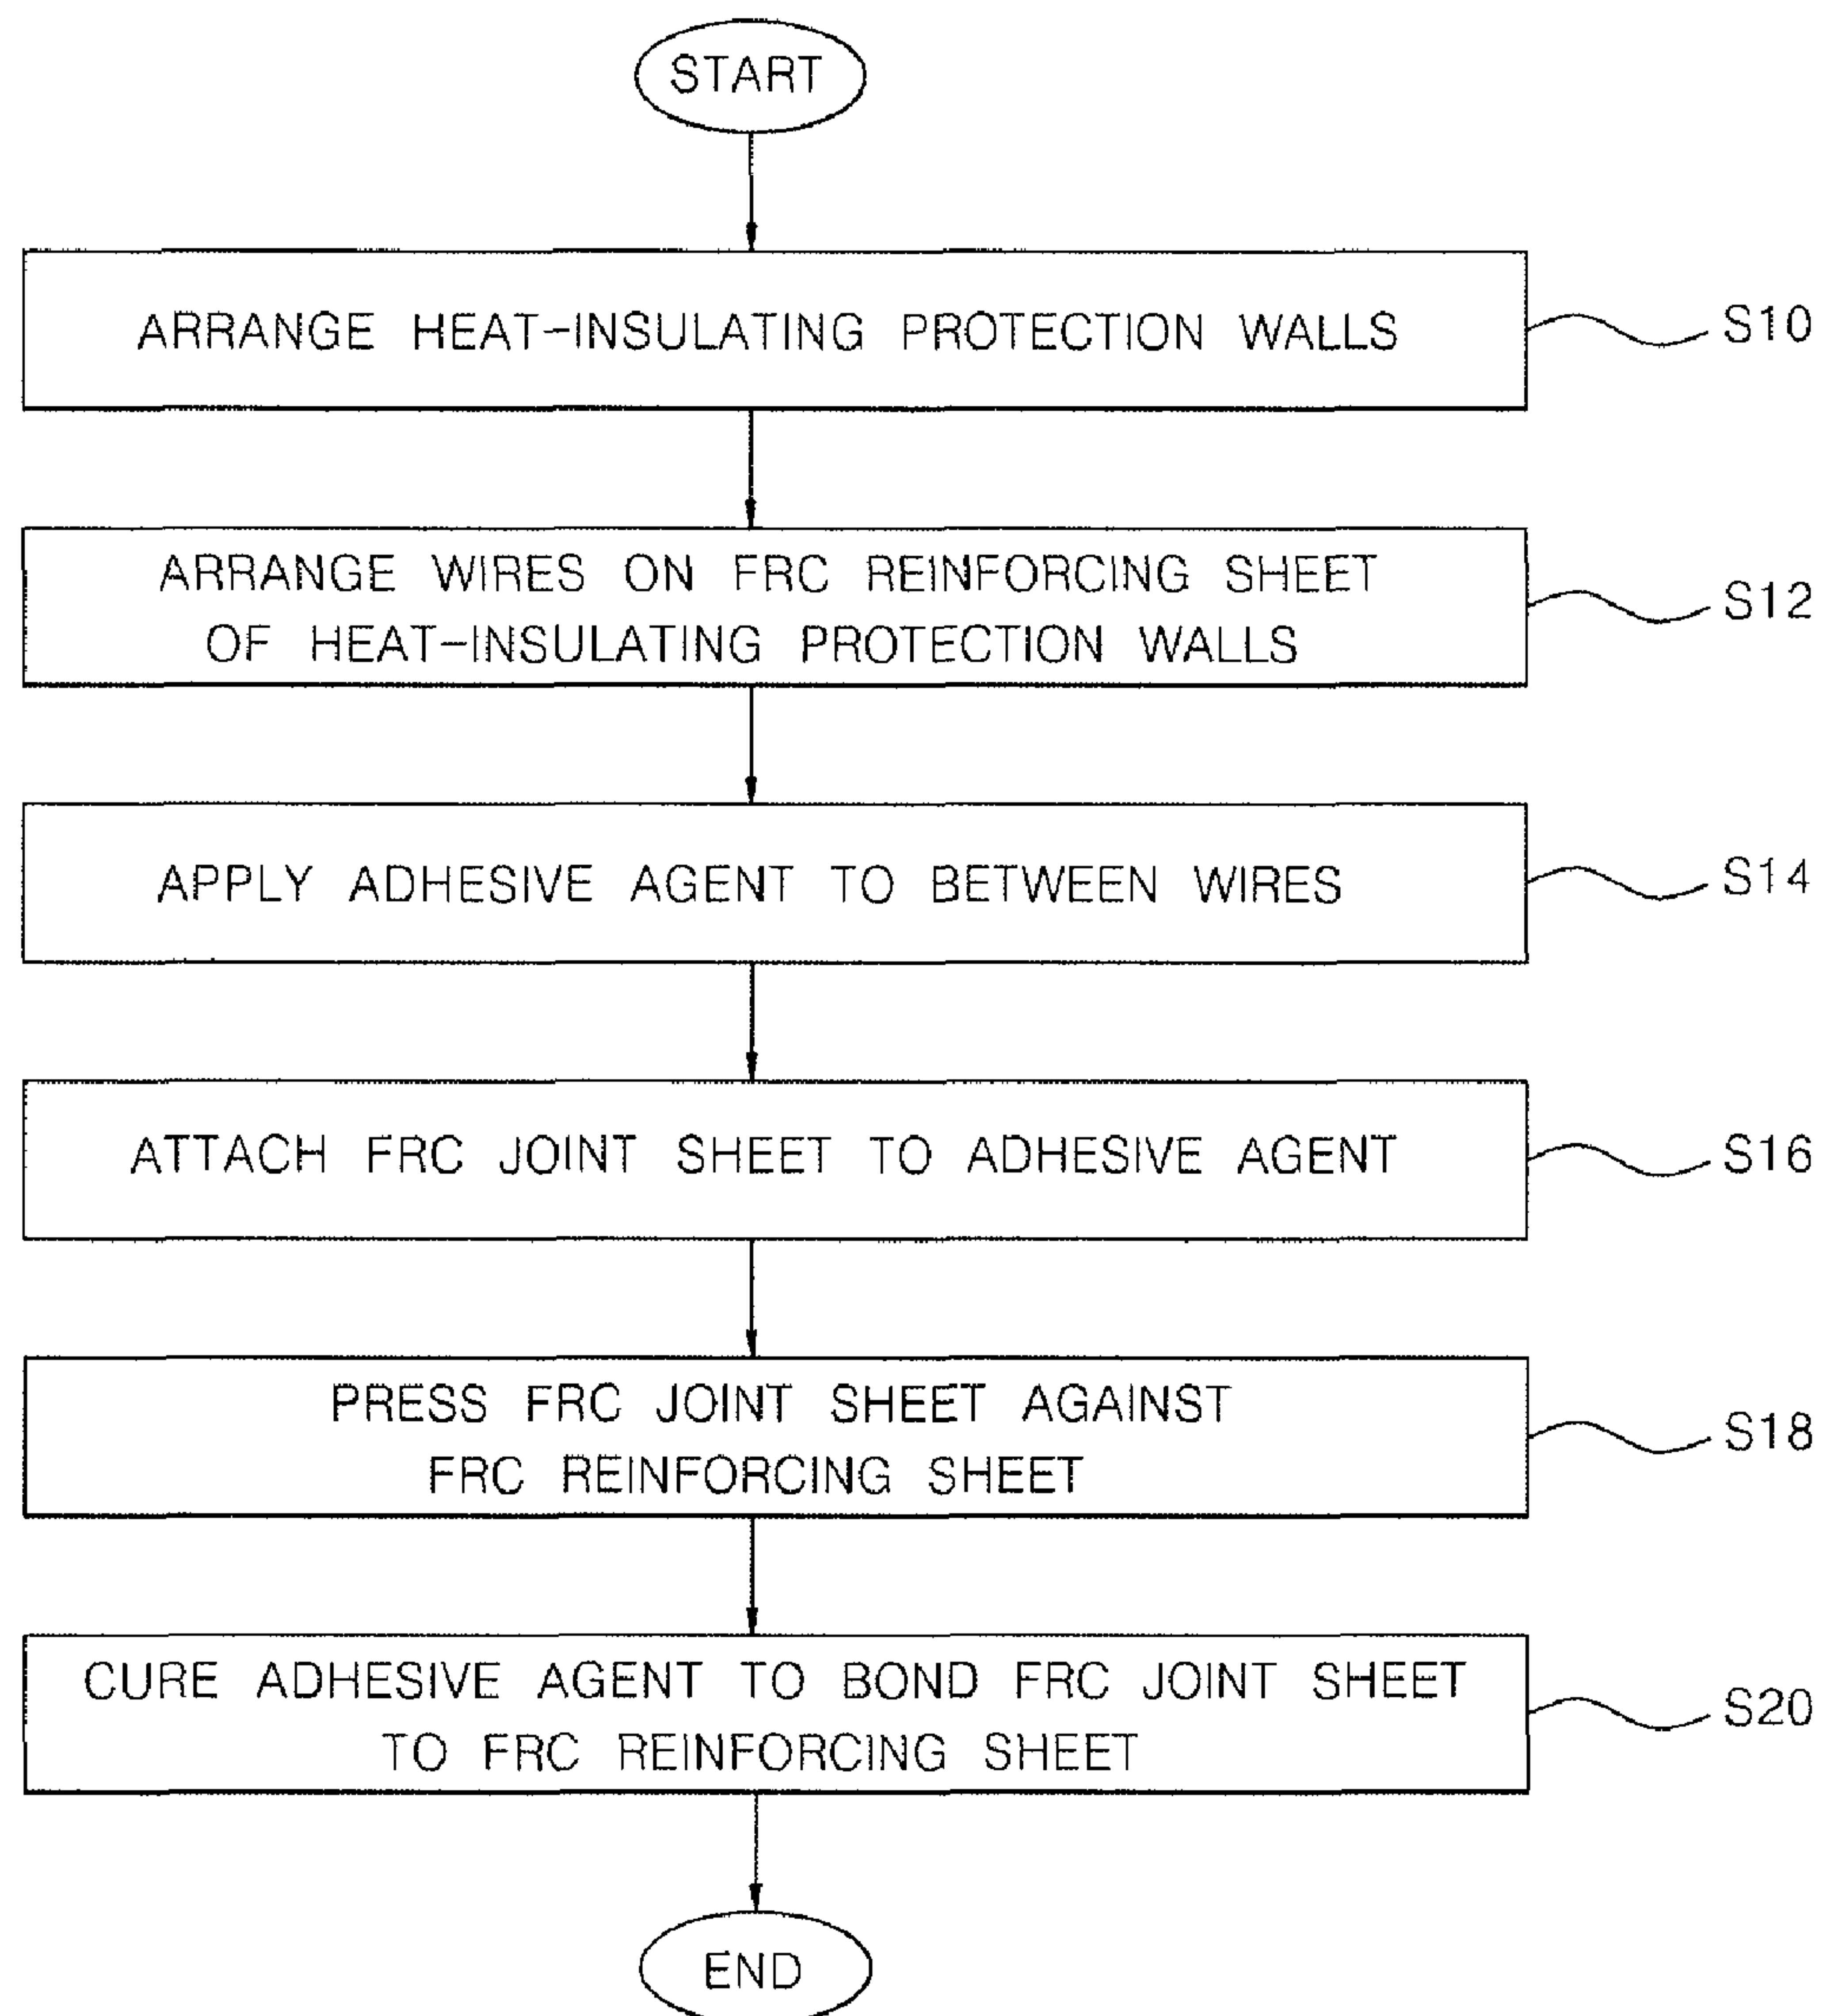 START
ARRANGE HEAT-INSULATING PROTECTION WALLS
S10
ARRANGE WIRES ON FRC REINFORCING SHEET
OF HEAT-INSULATING PROTECTION WALLS
S12
APPLY ADHESIVE AGENT TO BETWEEN WIRES
S14
ATTACH FRC JOINT SHEET TO ADHESIVE AGENT
S16
PRESS FRC JOINT SHEET AGAINST
FRC REINFORCING SHEET
S18
CURE ADHESIVE AGENT TO BOND FRC JOINT SHEET
TO FRC REINFORCING SHEET
S20
END